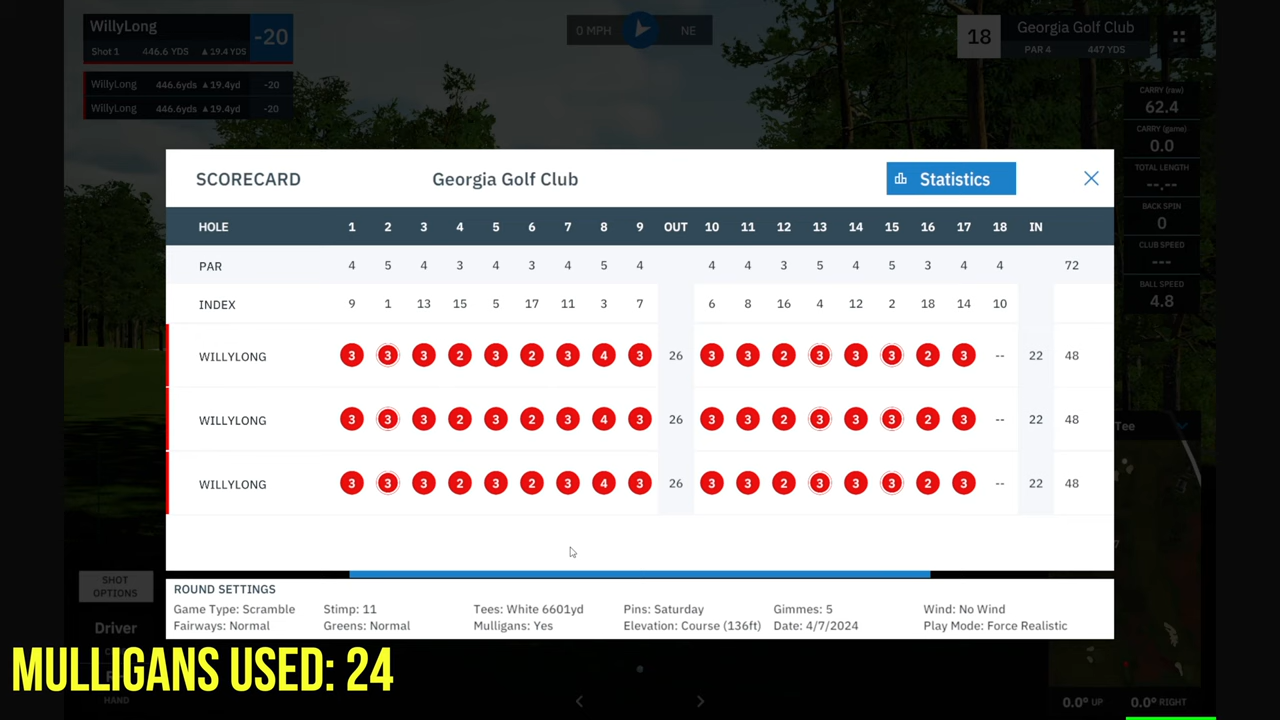 WillyLong
-20
Shot 1 446.6 YDS ▲19.4 YDS
WillyLong 446.6yds ▲19.4yd -20
WillyLong 446.6yds ▲19.4yd -20
0 MPH NE
18
Georgia Golf Club
PAR 4 447 YDS
CARRY (raw)
62.4
CARRY (game)
0.0
TOTAL LENGTH
--.--
BACK SPIN
0
CLUB SPEED
---
BALL SPEED
4.8
SCORECARD Georgia Golf Club Statistics
HOLE 1 2 3 4 5 6 7 8 9 OUT 10 11 12 13 14 15 16 17 18 IN
PAR 4 5 4 3 4 3 4 5 4 4 4 3 5 4 5 3 4 4 72
INDEX 9 1 13 15 5 17 11 3 7 6 8 16 4 12 2 18 14 10
WILLYLONG 3 3 3 2 3 2 3 4 3 26 3 3 2 3 3 3 2 3 -- 22 48
WILLYLONG 3 3 3 2 3 2 3 4 3 26 3 3 2 3 3 3 2 3 -- 22 48
WILLYLONG 3 3 3 2 3 2 3 4 3 26 3 3 2 3 3 3 2 3 -- 22 48
Tee
ROUND SETTINGS
Game Type: Scramble Stimp: 11 Tees: White 6601yd Pins: Saturday Gimmes: 5 Wind: No Wind
Fairways: Normal Greens: Normal Mulligans: Yes Elevation: Course (136ft) Date: 4/7/2024 Play Mode: Force Realistic
SHOT
OPTIONS
Driver
MULLIGANS USED: 24
HAND
0.0° UP 0.0° RIGHT